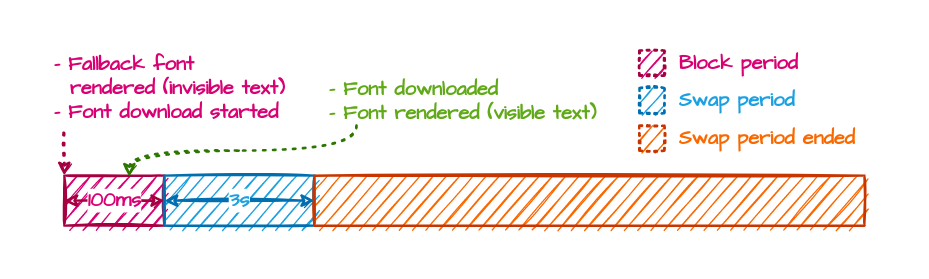 - Fallback font
rendered (invisible text)
- Font download started
- Font downloaded
- Font rendered (visible text)
Block period
Swap period
Swap period ended
100ms
3s